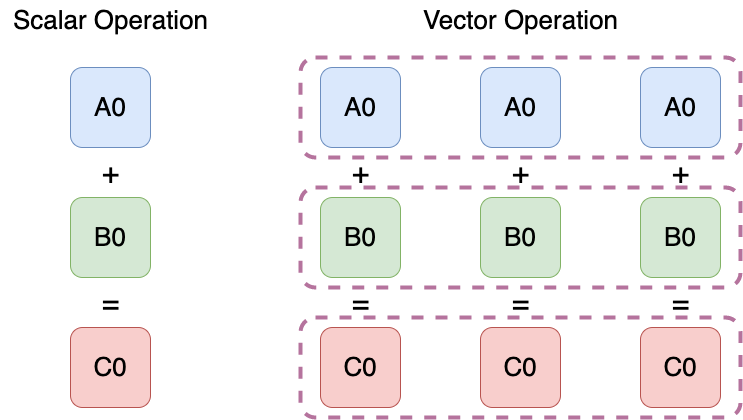 Scalar Operation Vector Operation
A0 A0 A0 A0
+ + + +
B0 B0 B0 B0
= = = =
C0 C0 C0 C0